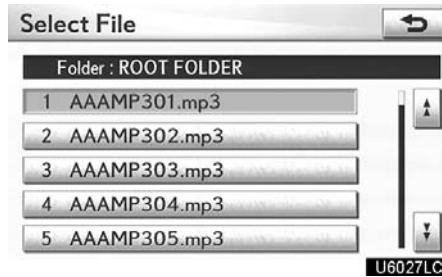 Select File
Folder : ROOT FOLDER
1 AAAMP301.mp3
2 AAAMP302.mp3
3 AAAMP303.mp3
4 AAAMP304.mp3
5 AAAMP305.mp3
U6027LC